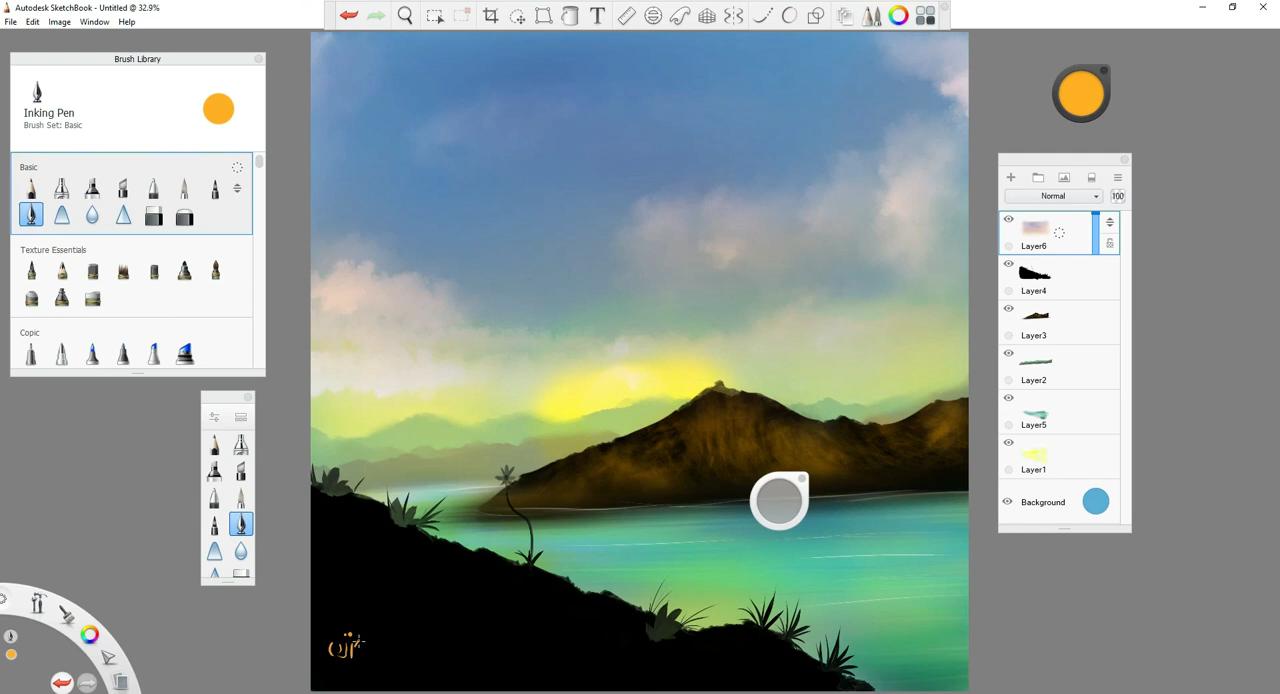 Autodesk SketchBook - Untitled @ 32.9%
File Edit Image Window Help
T
Brush Library
Inking Pen
Brush Set: Basic
Basic
Texture Essentials
Copic
Normal
100
Layer6
Layer4
Layer3
Layer2
Layer5
Layer1
Background